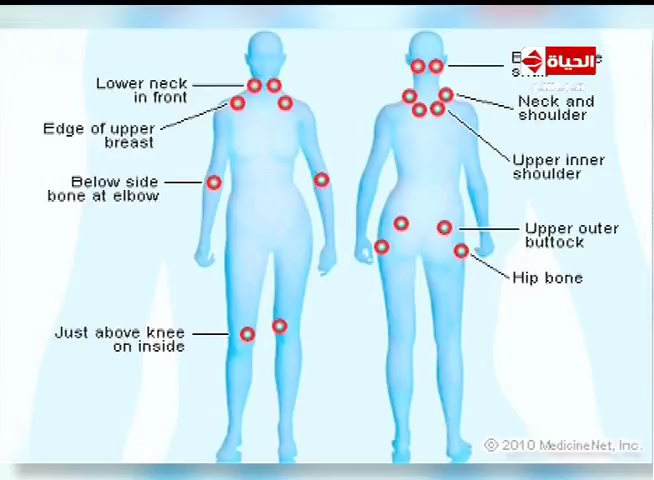 Lower neck
in front
Edge of upper
breast
Below side
bone at elbow
Just above knee
on inside
الحياة
Neck and
shoulder
Upper inner
shoulder
Upper outer
buttock
Hip bone
© 2010 MedicineNet, Inc.